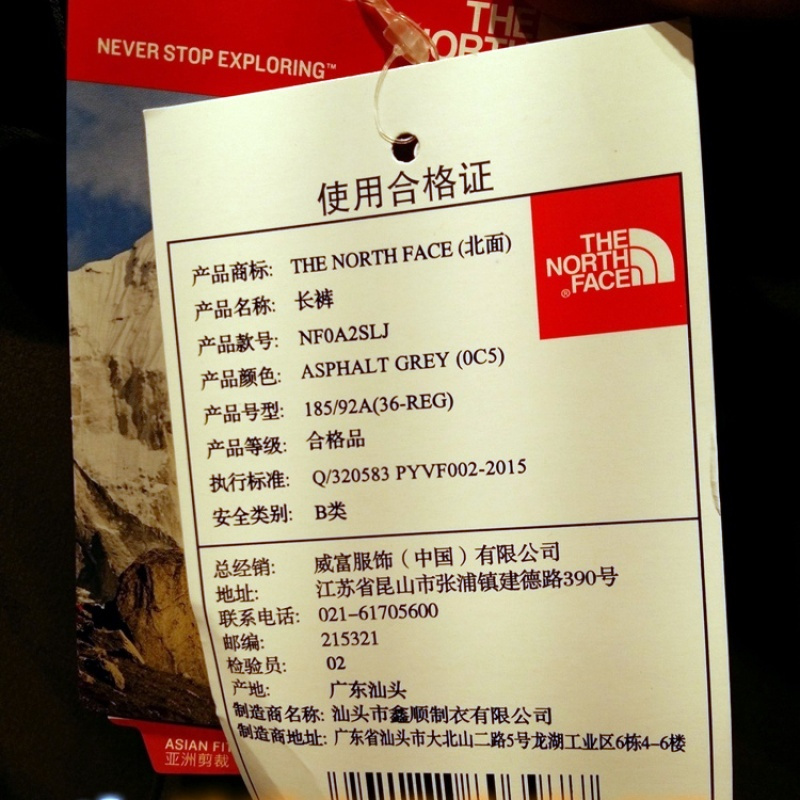 NEVER STOP EXPLORING™
THE
NORTH
使用合格证
THE
NORTH
FACE
®
产品商标: THE NORTH FACE (北面)
产品名称: 长裤
产品款号: NF0A2SLJ
产品颜色: ASPHALT GREY (0C5)
产品号型: 185/92A(36-REG)
产品等级: 合格品
执行标准: Q/320583 PYVF002-2015
安全类别: B类
总经销: 威富服饰（中国）有限公司
地址: 江苏省昆山市张浦镇建德路390号
联系电话: 021-61705600
邮编: 215321
检验员: 02
产地: 广东汕头
制造商名称: 汕头市鑫顺制衣有限公司
制造商地址: 广东省汕头市大北山二路5号龙湖工业区6栋4-6楼
ASIAN FIT
亚洲剪裁